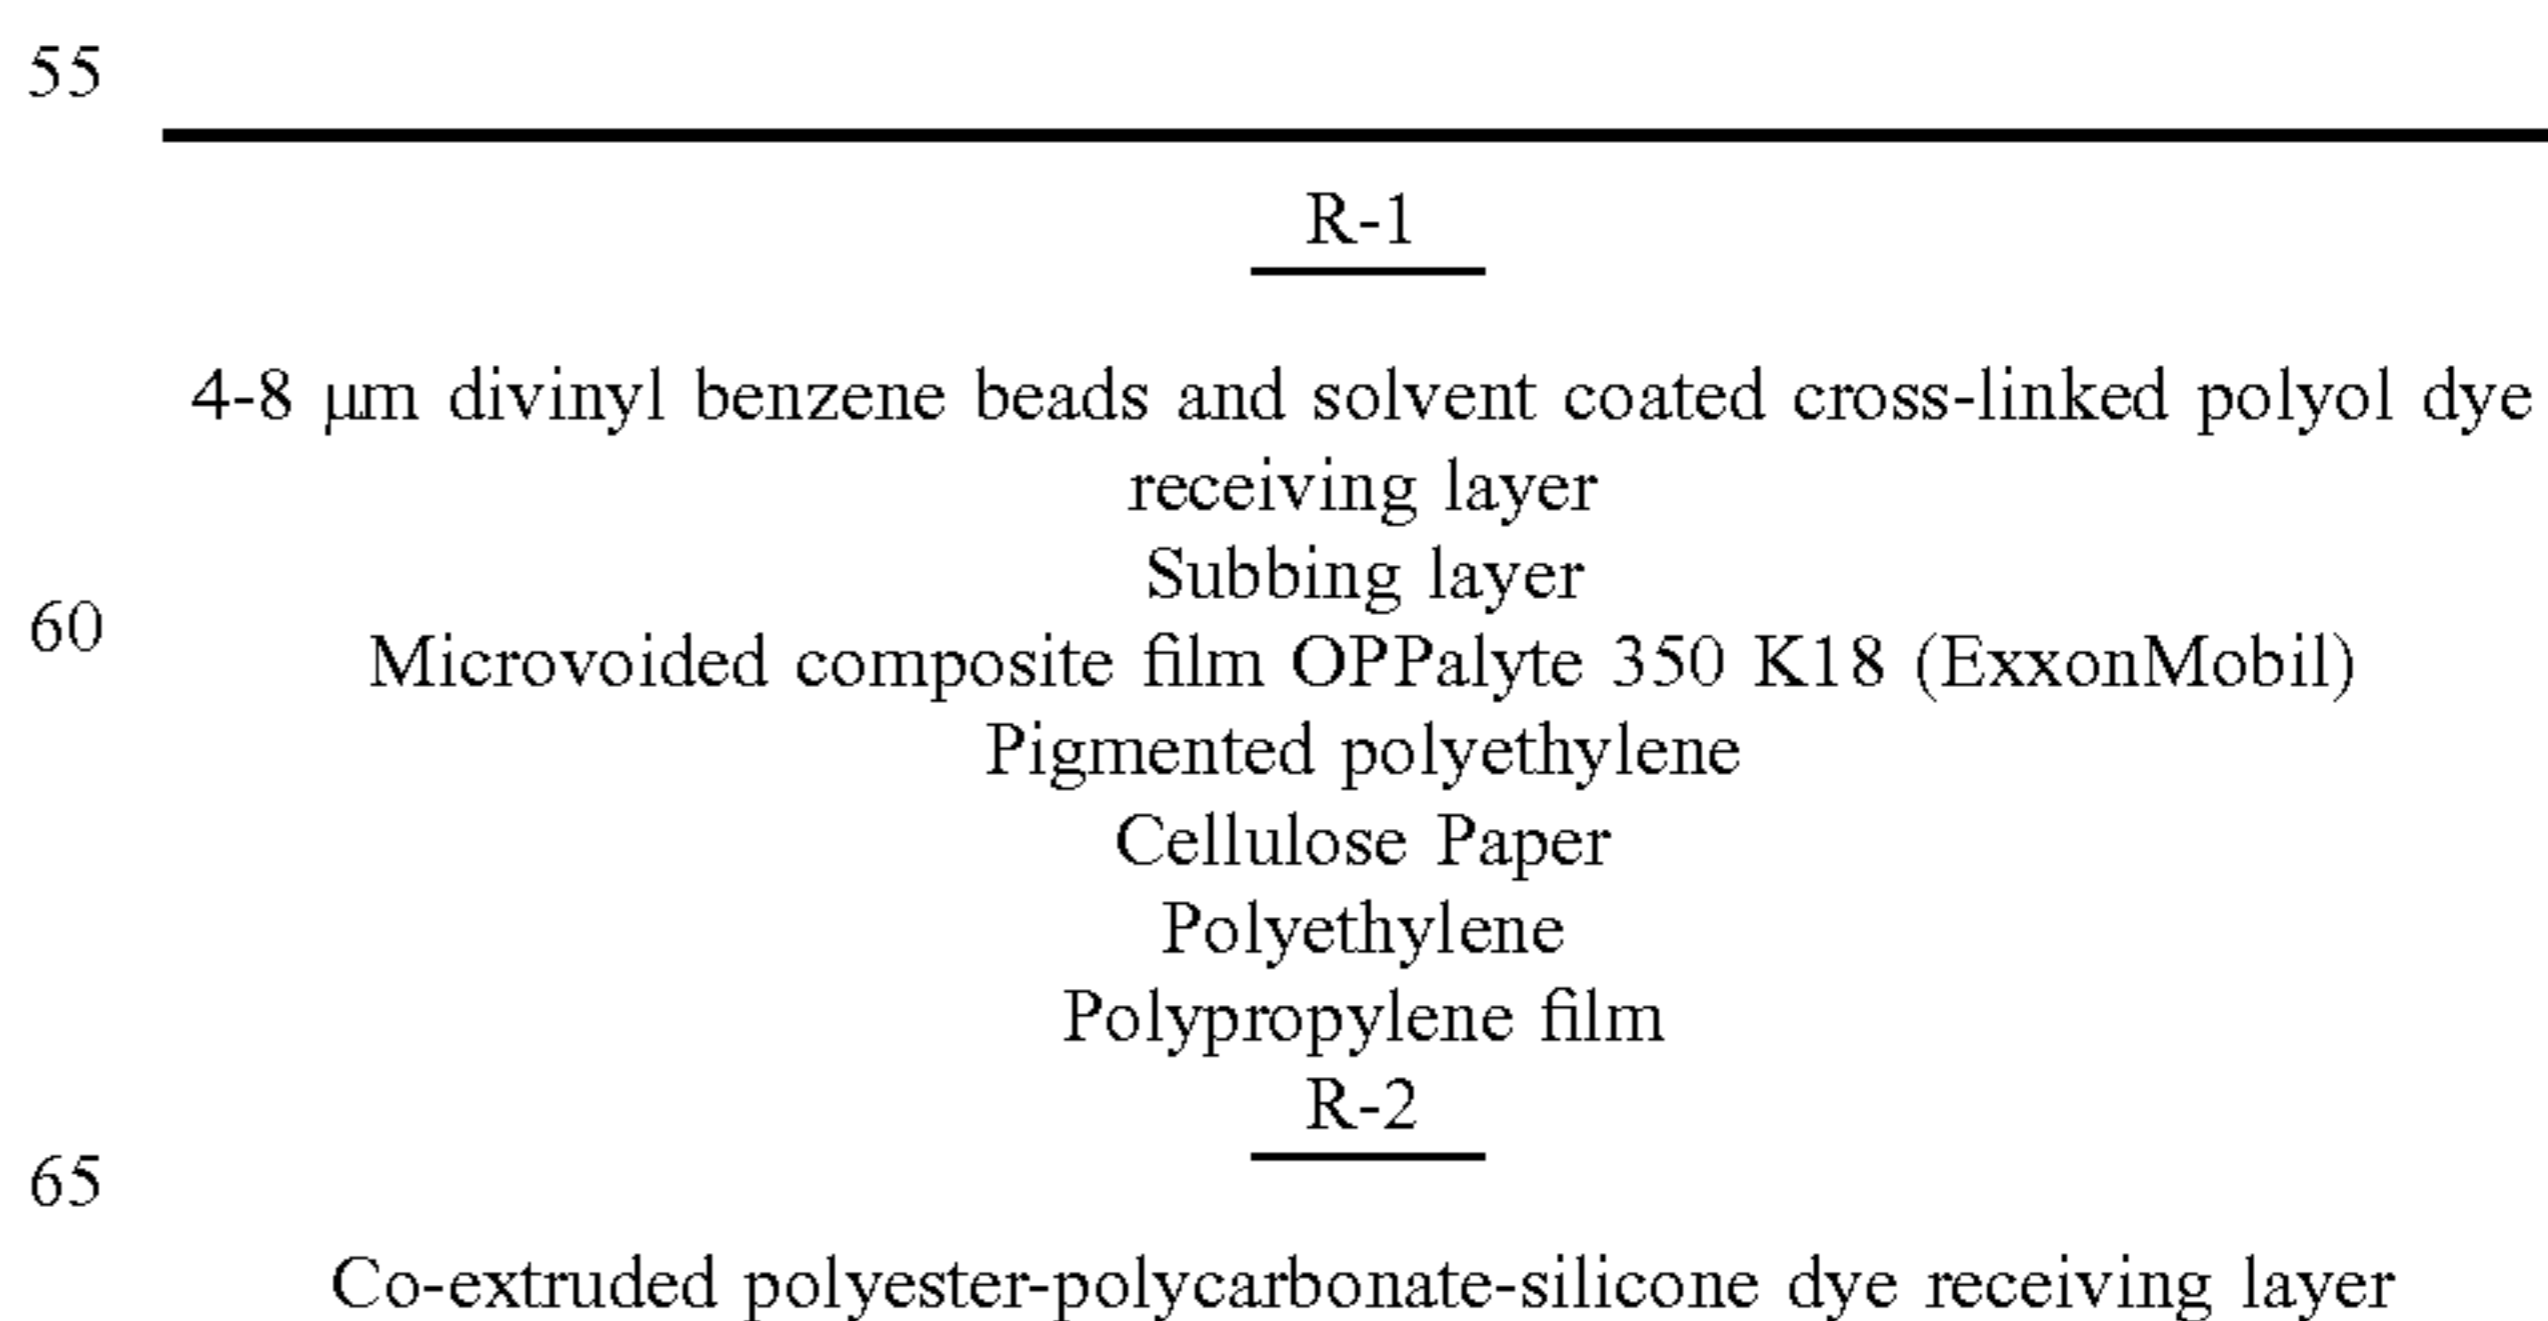 55
R-1
4-8 μm divinyl benzene beads and solvent coated cross-linked polyol dye
receiving layer
Subbing layer
60
Microvoided composite film OPPalyte 350 K18 (ExxonMobil)
Pigmented polyethylene
Cellulose Paper
Polyethylene
Polypropylene film
R-2
65
Co-extruded polyester-polycarbonate-silicone dye receiving layer